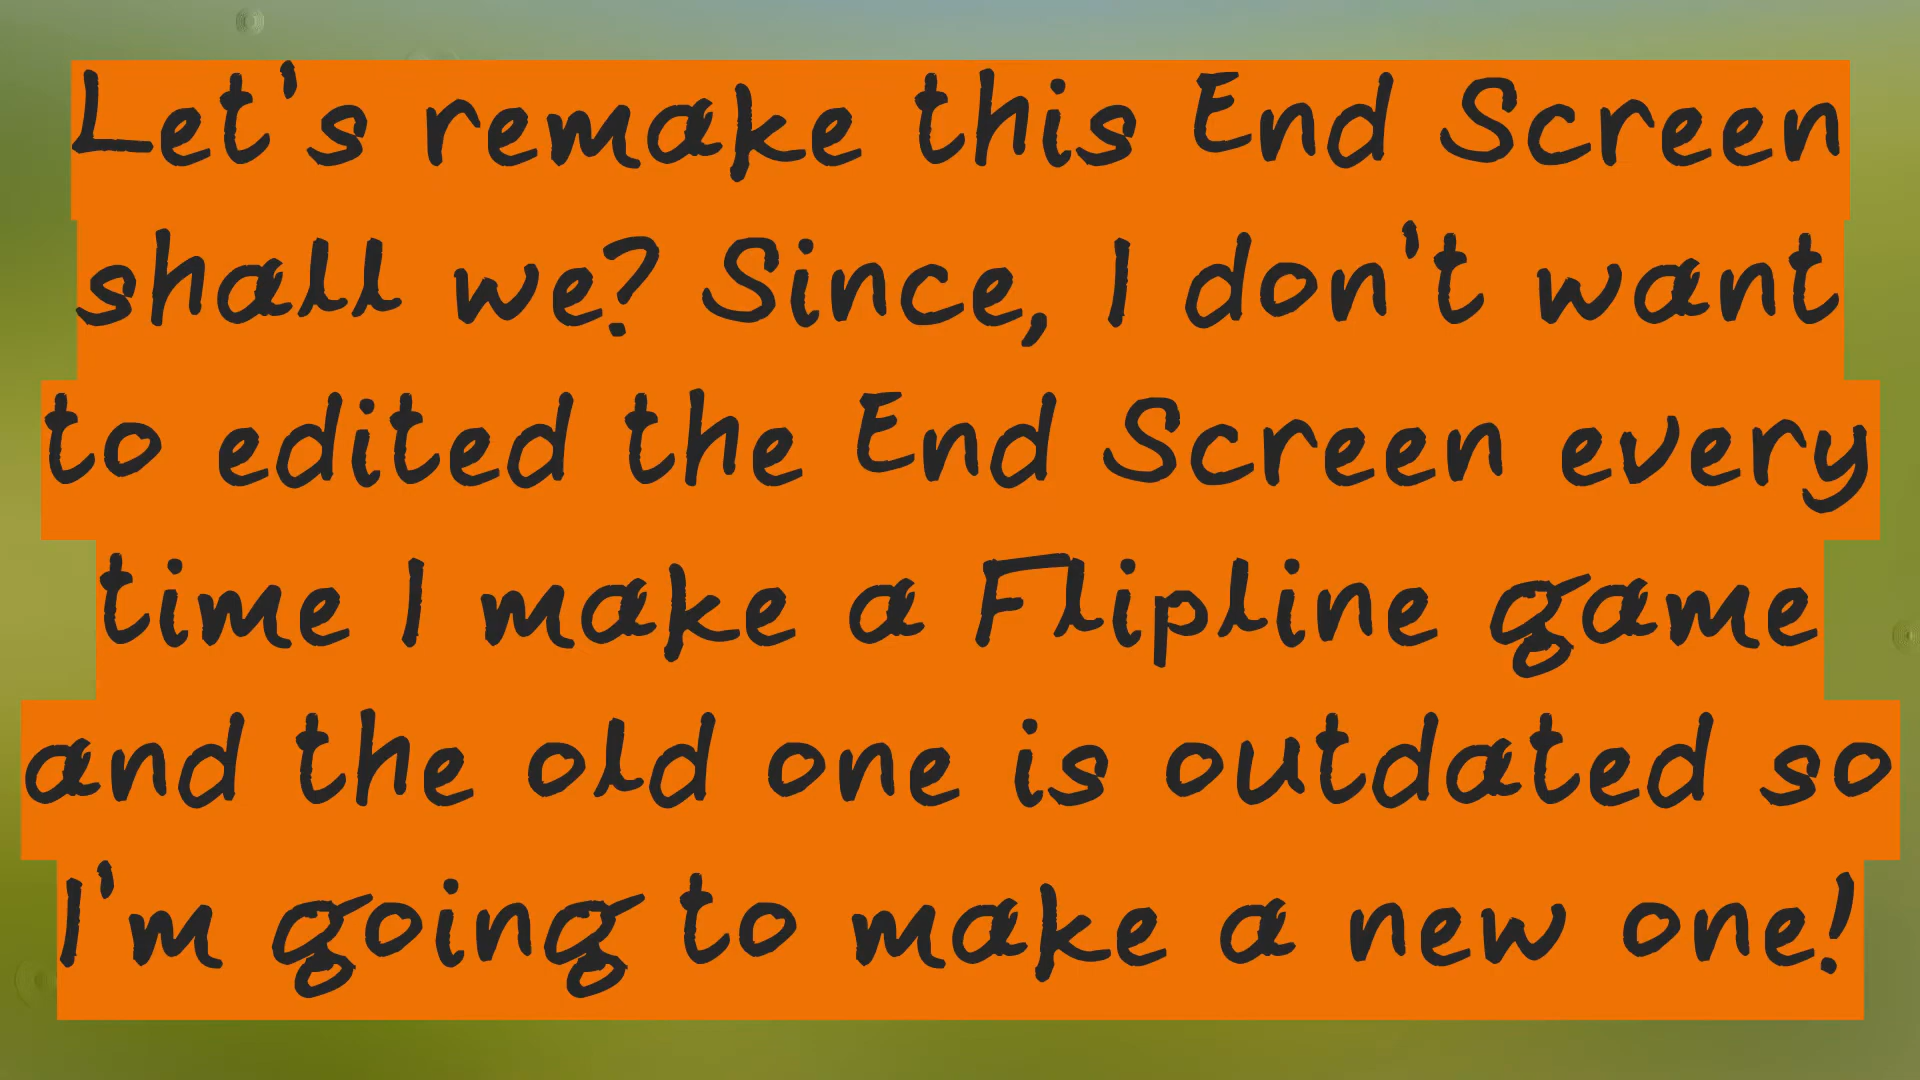 Let's remake this End Screen
shall we? Since, I don't want
to edited the End Screen every
time I make a Flipline game
and the old one is outdated so
I'm going to make a new one!